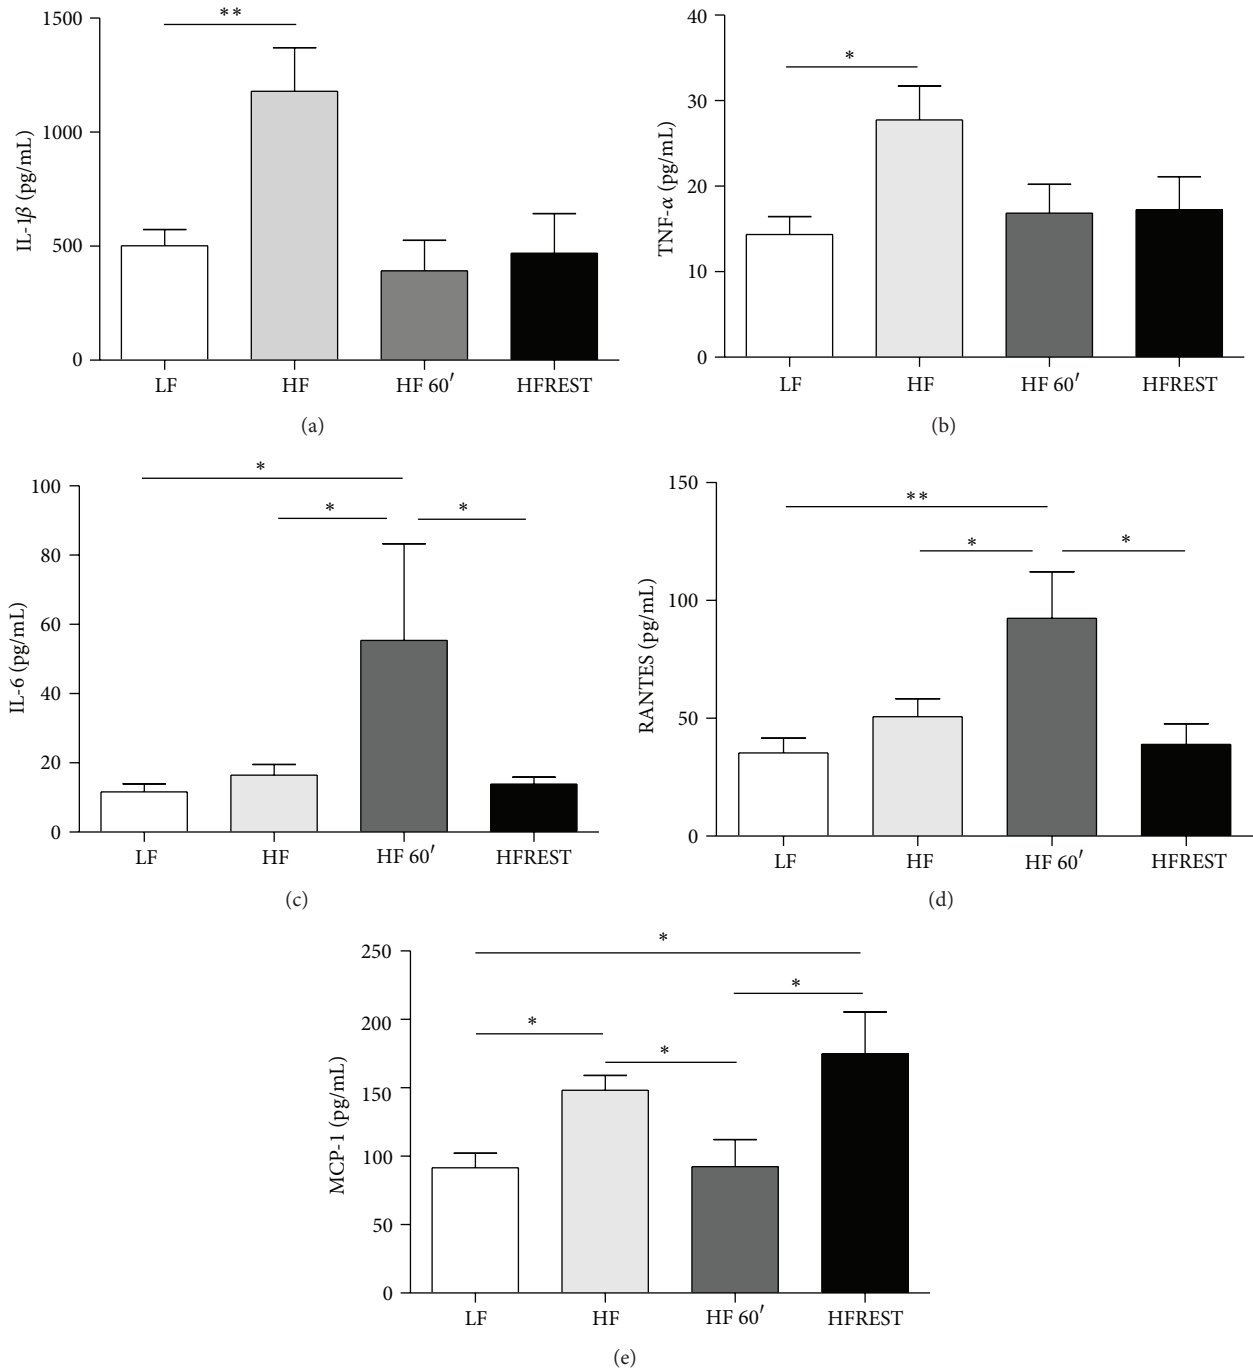 IL-1β (pg/mL)
1500
1000
500
0
**
LF HF HF 60′ HFREST
(a)
TNF-α (pg/mL)
40
30
20
10
0
*
LF HF HF 60′ HFREST
(b)
IL-6 (pg/mL)
100
80
60
40
20
0
*
* *
LF HF HF 60′ HFREST
(c)
RANTES (pg/mL)
150
100
50
0
**
* *
LF HF HF 60′ HFREST
(d)
MCP-1 (pg/mL)
250
200
150
100
50
0
*
*
*
*
LF HF HF 60′ HFREST
(e)